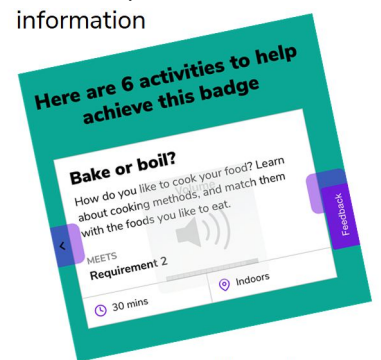 information
Here are 6 activities to help
achieve this badge
Bake or boil?
How do you like to cook your food? Learn
about cooking methods, and match them
with the foods you like to eat.
Volume
MEETS
Requirement 2
30 mins
Indoors
Feedback